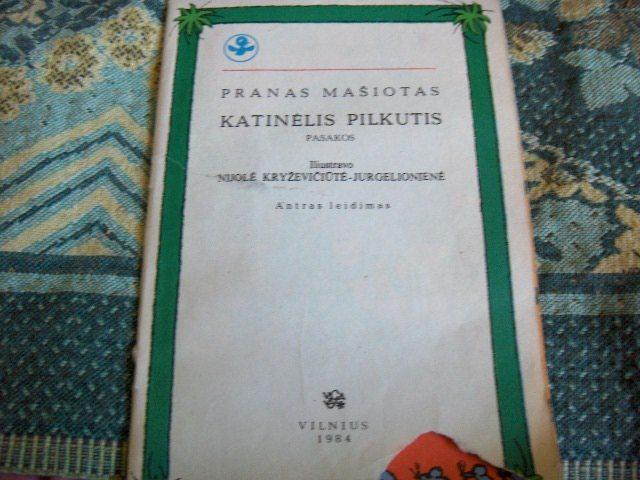 PRANAS MAŠIOTAS
KATINĖLIS PILKUTIS
PASAKOS
Iliustravo
NIJOLĖ KRYŽEVIČIŪTĖ-JURGELIONIENĖ
Antras leidimas
VILNIUS
1984